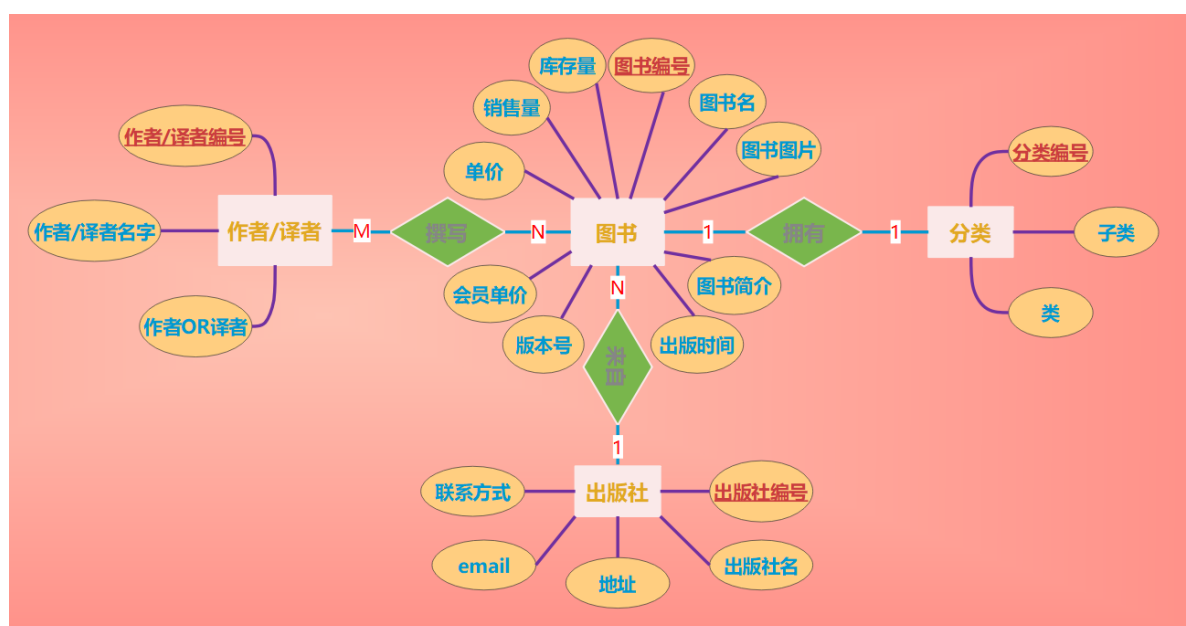 库存量
图书编号
销售量
图书名
作者/译者编号
图书图片
分类编号
单价
作者/译者名字
作者/译者
M
撰写
N
图书
1
拥有
1
分类
子类
N
图书简介
会员单价
类
作者OR译者
版本号
出版时间
来自
1
联系方式
出版社
出版社编号
email
地址
出版社名